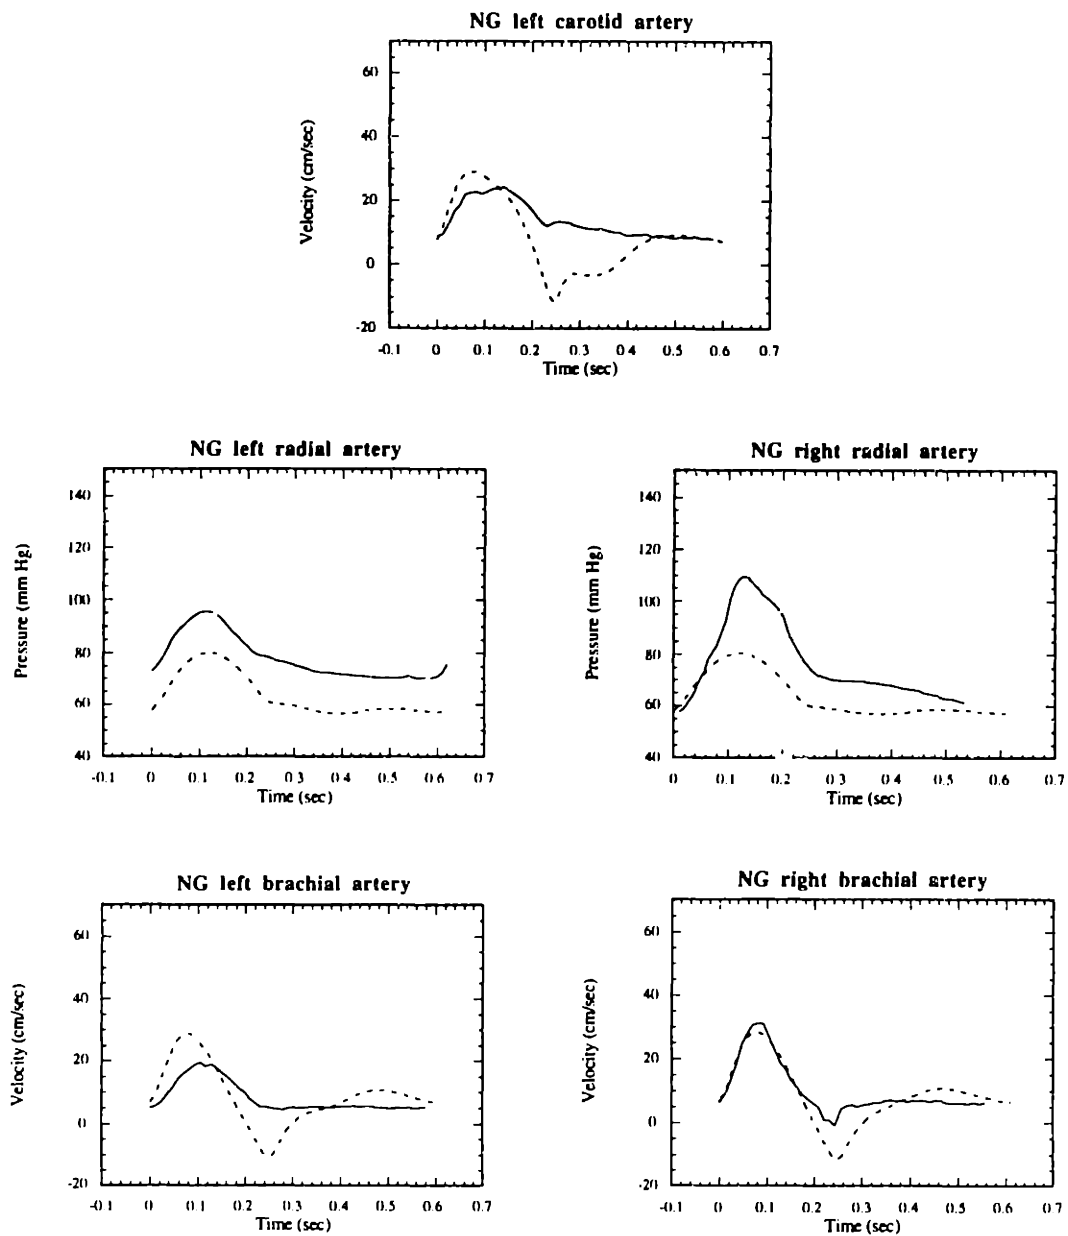 NG left carotid artery
Velocity (cm/sec)
60
40
20
0
-20
-0.1 0 0.1 0.2 0.3 0.4 0.5 0.6 0.7
Time (sec)
NG left radial artery
Pressure (mm Hg)
140
120
100
80
60
40
-0.1 0 0.1 0.2 0.3 0.4 0.5 0.6 0.7
Time (sec)
NG right radial artery
Pressure (mm Hg)
140
120
100
80
60
40
0 0.1 0.2 0.3 0.4 0.5 0.6 0.7
Time (sec)
NG left brachial artery
Velocity (cm/sec)
60
40
20
0
-20
-0.1 0 0.1 0.2 0.3 0.4 0.5 0.6 0.7
Time (sec)
NG right brachial artery
Velocity (cm/sec)
60
40
20
0
-20
-0.1 0 0.1 0.2 0.3 0.4 0.5 0.6 0.7
Time (sec)